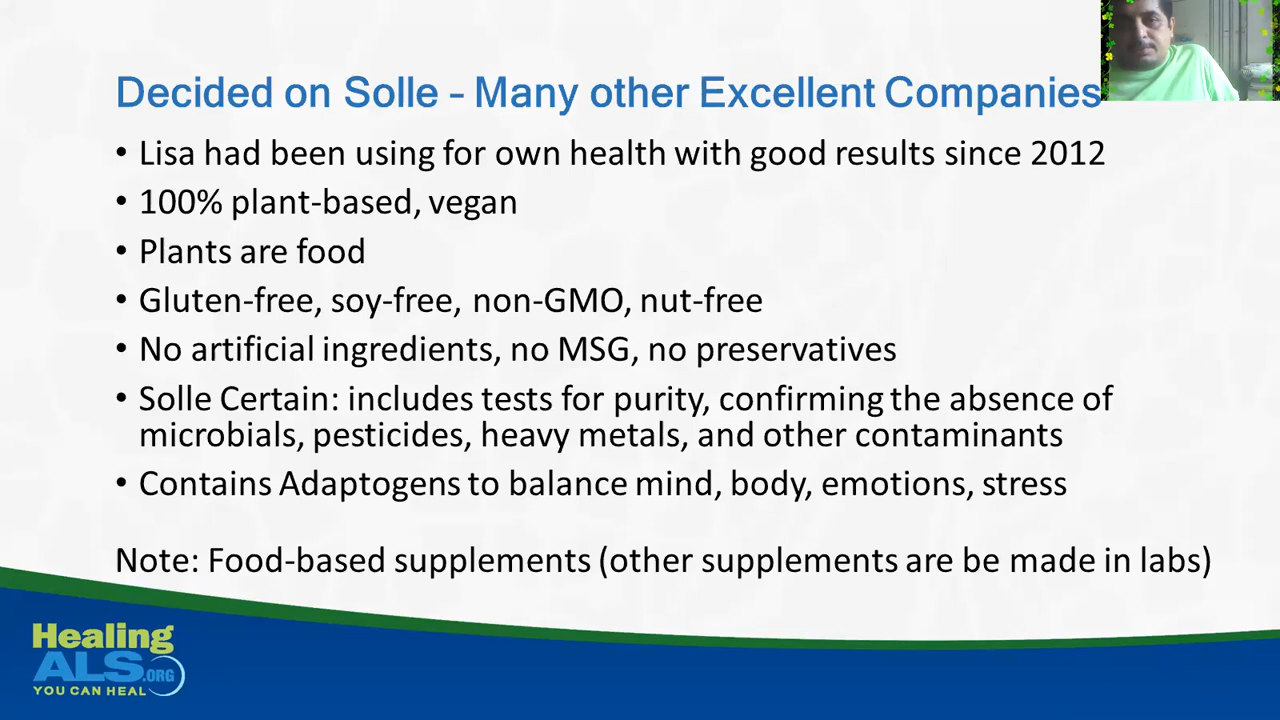 Decided on Solle – Many other Excellent Companies
• Lisa had been using for own health with good results since 2012
• 100% plant-based, vegan
• Plants are food
• Gluten-free, soy-free, non-GMO, nut-free
• No artificial ingredients, no MSG, no preservatives
• Solle Certain: includes tests for purity, confirming the absence of
microbials, pesticides, heavy metals, and other contaminants
• Contains Adaptogens to balance mind, body, emotions, stress
Note: Food-based supplements (other supplements are be made in labs)
Healing
ALS.ORG
YOU CAN HEAL